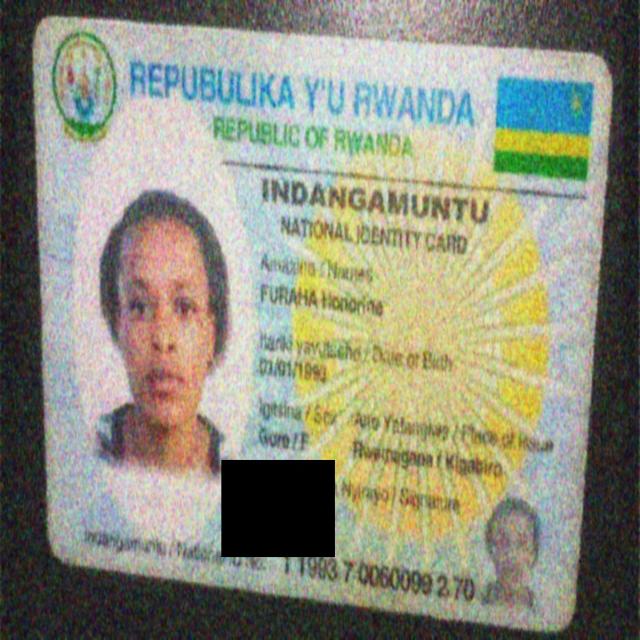 REPUBULIKA Y'U RWANDA
REPUBLIC OF RWANDA
INDANGAMUNTU
NATIONAL IDENTITY CARD
Amazina / Names
FURAHA Honorine
Itariki yavutseho / Date of Birth
01/01/1993
Igitsina / Sex
Aho Yatangiwe / Place of Issue
Gore / F
Rwamagana / Kigabiro
/ Signature
Indangamuntu / National ID No.
1 1993 7 0060099 2 70